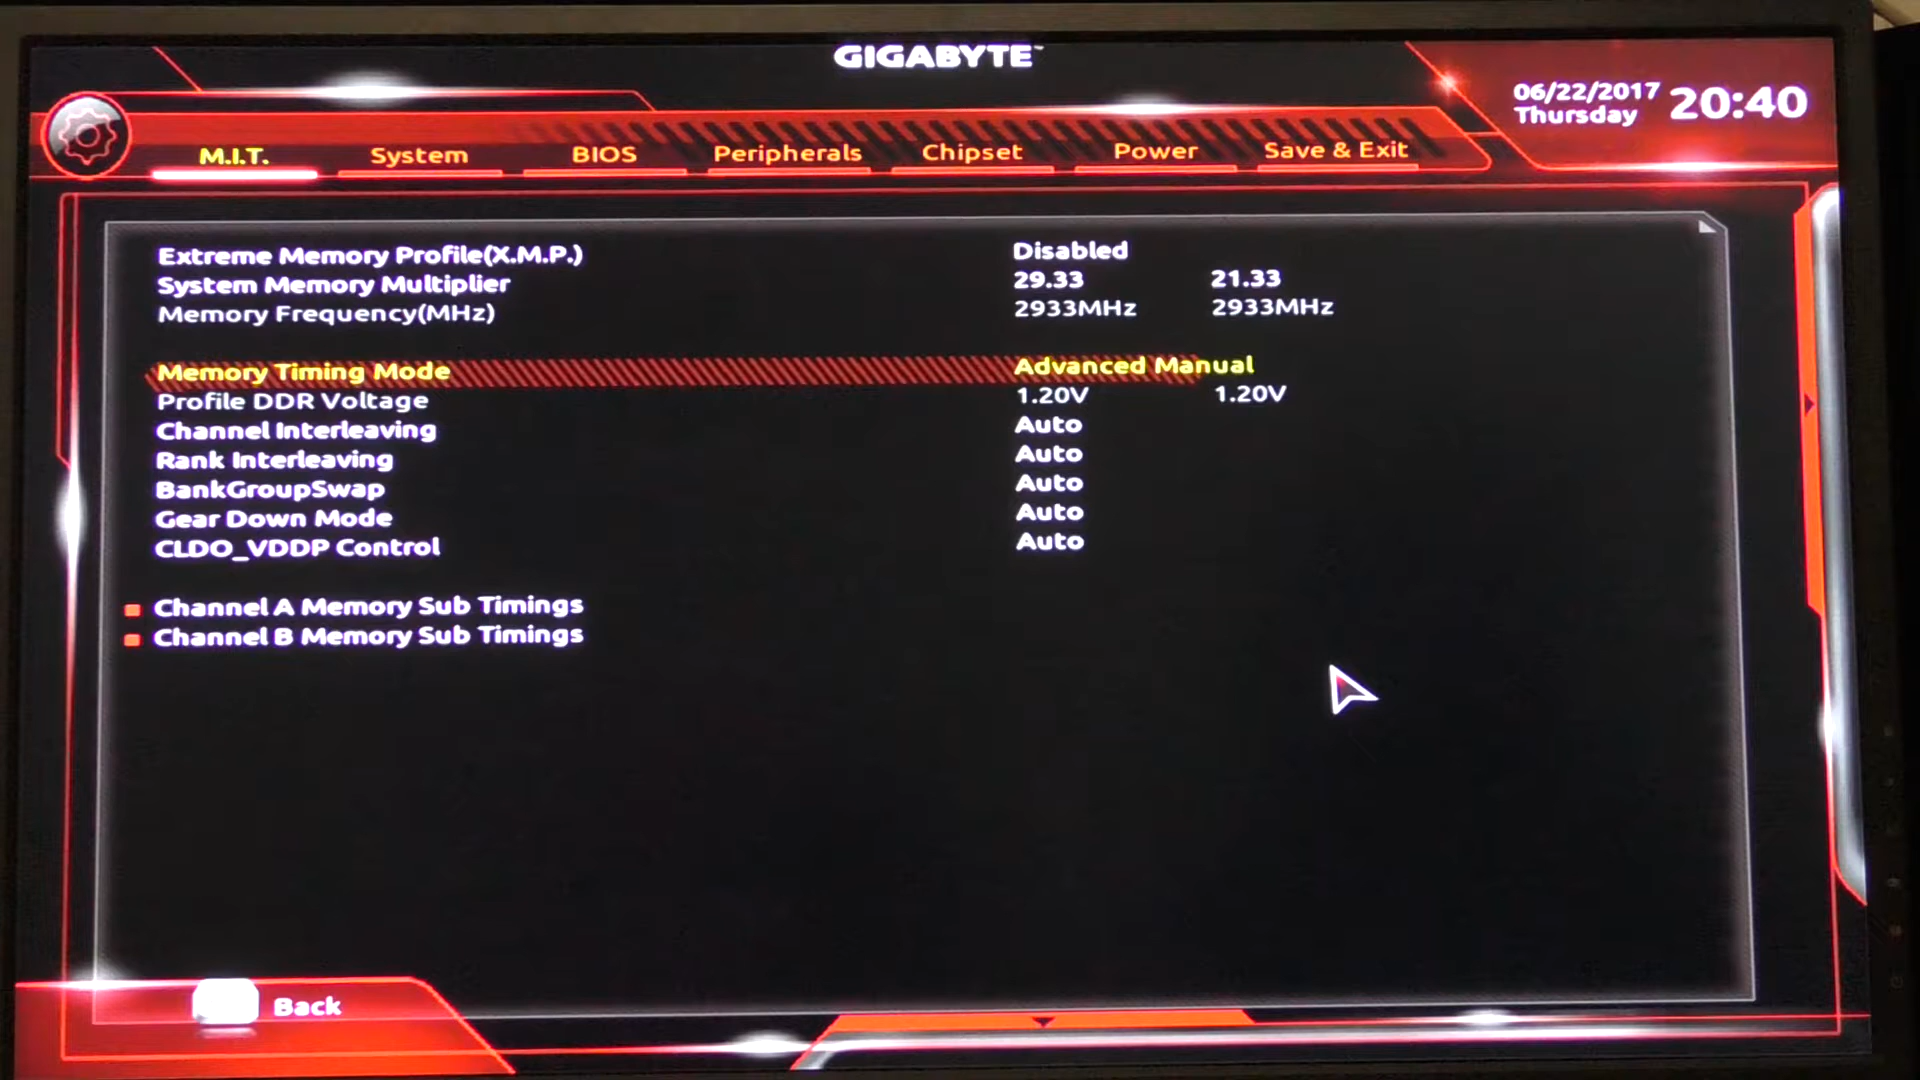 GIGABYTE™
06/22/2017 20:40
Thursday
M.I.T. System BIOS Peripherals Chipset Power Save & Exit
Extreme Memory Profile(X.M.P.) Disabled
System Memory Multiplier 29.33 21.33
Memory Frequency(MHz) 2933MHz 2933MHz
Memory Timing Mode Advanced Manual
Profile DDR Voltage 1.20V 1.20V
Channel Interleaving Auto
Rank Interleaving Auto
BankGroupSwap Auto
Gear Down Mode Auto
CLDO_VDDP Control Auto
Channel A Memory Sub Timings
Channel B Memory Sub Timings
Back